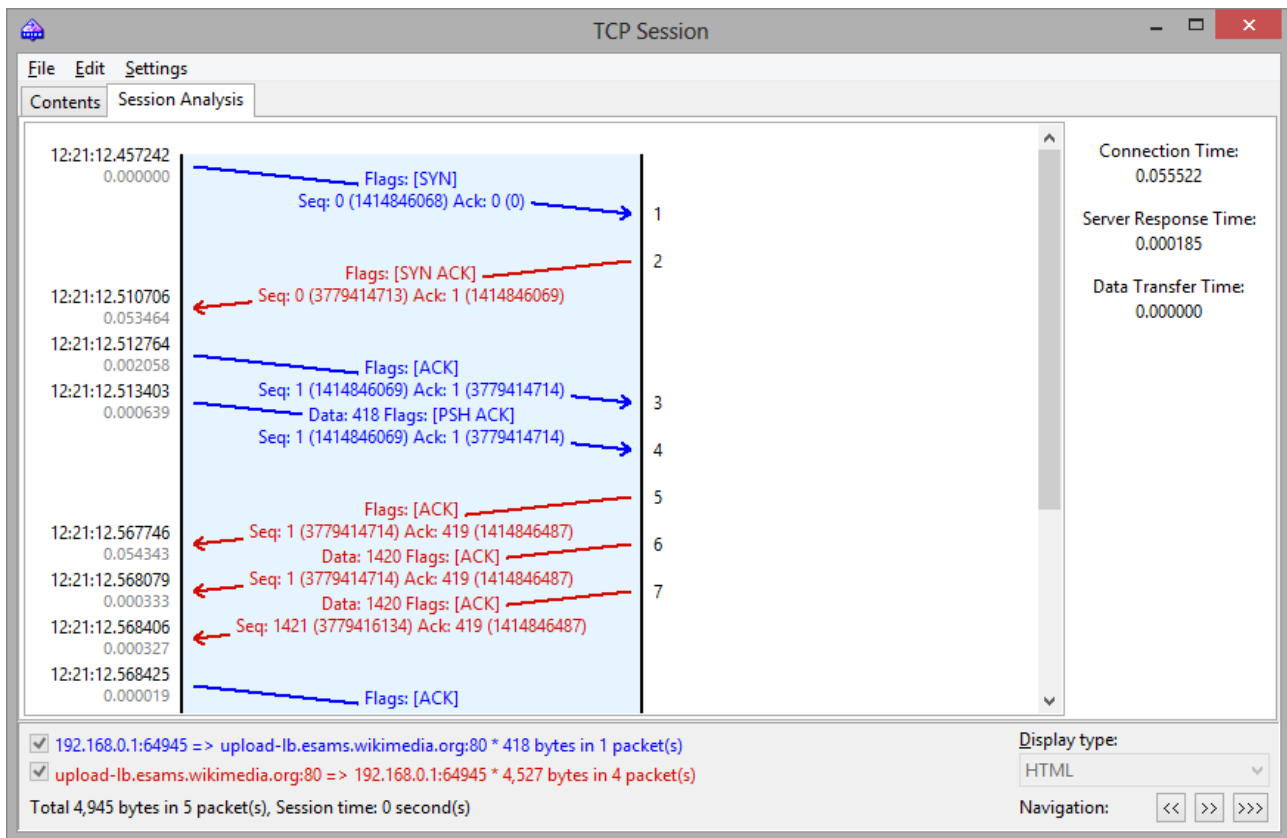 TCP Session
File Edit Settings
Contents Session Analysis
12:21:12.457242
0.000000
Flags: [SYN]
Seq: 0 (1414846068) Ack: 0 (0)
1
2
Flags: [SYN ACK]
12:21:12.510706
Seq: 0 (3779414713) Ack: 1 (1414846069)
0.053464
12:21:12.512764
0.002058
Flags: [ACK]
12:21:12.513403
Seq: 1 (1414846069) Ack: 1 (3779414714)
3
0.000639
Data: 418 Flags: [PSH ACK]
Seq: 1 (1414846069) Ack: 1 (3779414714)
4
5
Flags: [ACK]
12:21:12.567746
Seq: 1 (3779414714) Ack: 419 (1414846487)
6
0.054343
Data: 1420 Flags: [ACK]
12:21:12.568079
Seq: 1 (3779414714) Ack: 419 (1414846487)
7
0.000333
Data: 1420 Flags: [ACK]
12:21:12.568406
Seq: 1421 (3779416134) Ack: 419 (1414846487)
0.000327
12:21:12.568425
0.000019
Flags: [ACK]
Connection Time:
0.055522
Server Response Time:
0.000185
Data Transfer Time:
0.000000
192.168.0.1:64945 => upload-lb.esams.wikimedia.org:80 * 418 bytes in 1 packet(s)
upload-lb.esams.wikimedia.org:80 => 192.168.0.1:64945 * 4,527 bytes in 4 packet(s)
Total 4,945 bytes in 5 packet(s), Session time: 0 second(s)
Display type:
HTML
Navigation: << >> >>>